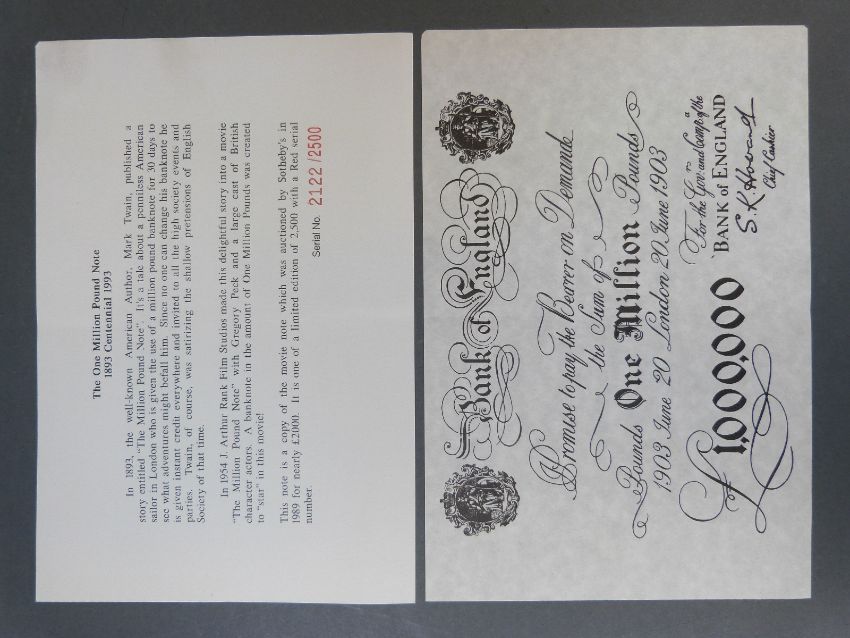 The One Million Pound Note
1893 Centennial 1993
In 1893, the well-known American Author, Mark Twain, published a
story entitled "The Million Pound Note". It's a tale about a penniless American
sailor in London who is given the use of a million pound banknote for 30 days to
see what adventures might befall him. Since no one can change his banknote he
is given instant credit everywhere and invited to all the high society events and
parties. Twain, of course, was satirizing the shallow pretensions of English
Society of that time.
In 1954 J. Arthur Rank Film Studios made this delightful story into a movie
"The Million Pound Note" with Gregory Peck and a large cast of British
character actors. A banknote in the amount of One Million Pounds was created
to "star" in this movie!
This note is a copy of the movie note which was auctioned by Sotheby's in
1989 for nearly £2000. It is one of a limited edition of 2,500 with a Red serial
number.
Serial No. 2122/2500
Bank of England
Promise to pay the Bearer on Demand
the Sum of
Pounds One Million Pounds
1903 June 20 London 20 June 1903
For the Gov.r and Comp.a of the
BANK OF ENGLAND
£1,000,000
S. K Howard
Chief Cashier